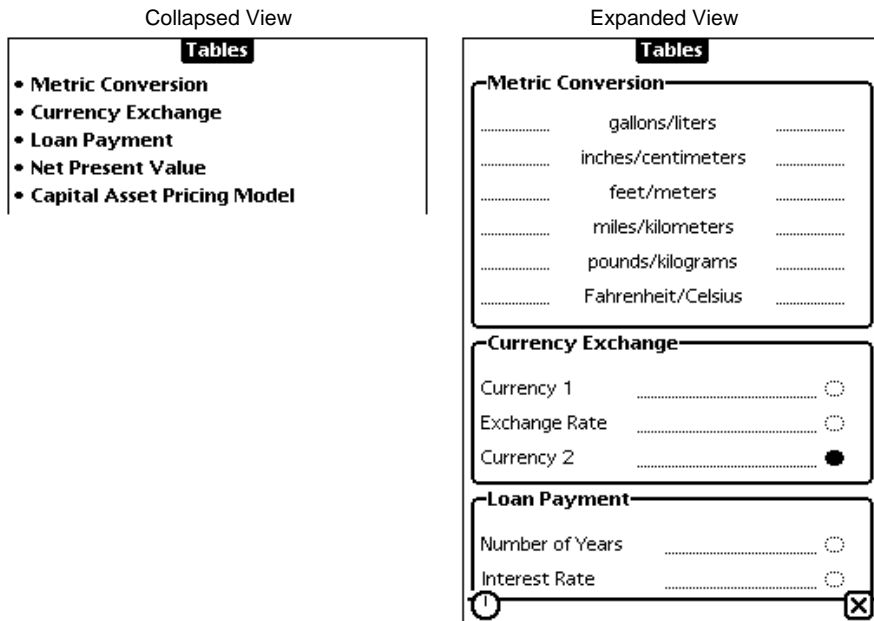 Collapsed View
Tables
• Metric Conversion
• Currency Exchange
• Loan Payment
• Net Present Value
• Capital Asset Pricing Model
Expanded View
Tables
Metric Conversion
gallons/liters
inches/centimeters
feet/meters
miles/kilometers
pounds/kilograms
Fahrenheit/Celsius
Currency Exchange
Currency 1
Exchange Rate
Currency 2
Loan Payment
Number of Years
Interest Rate